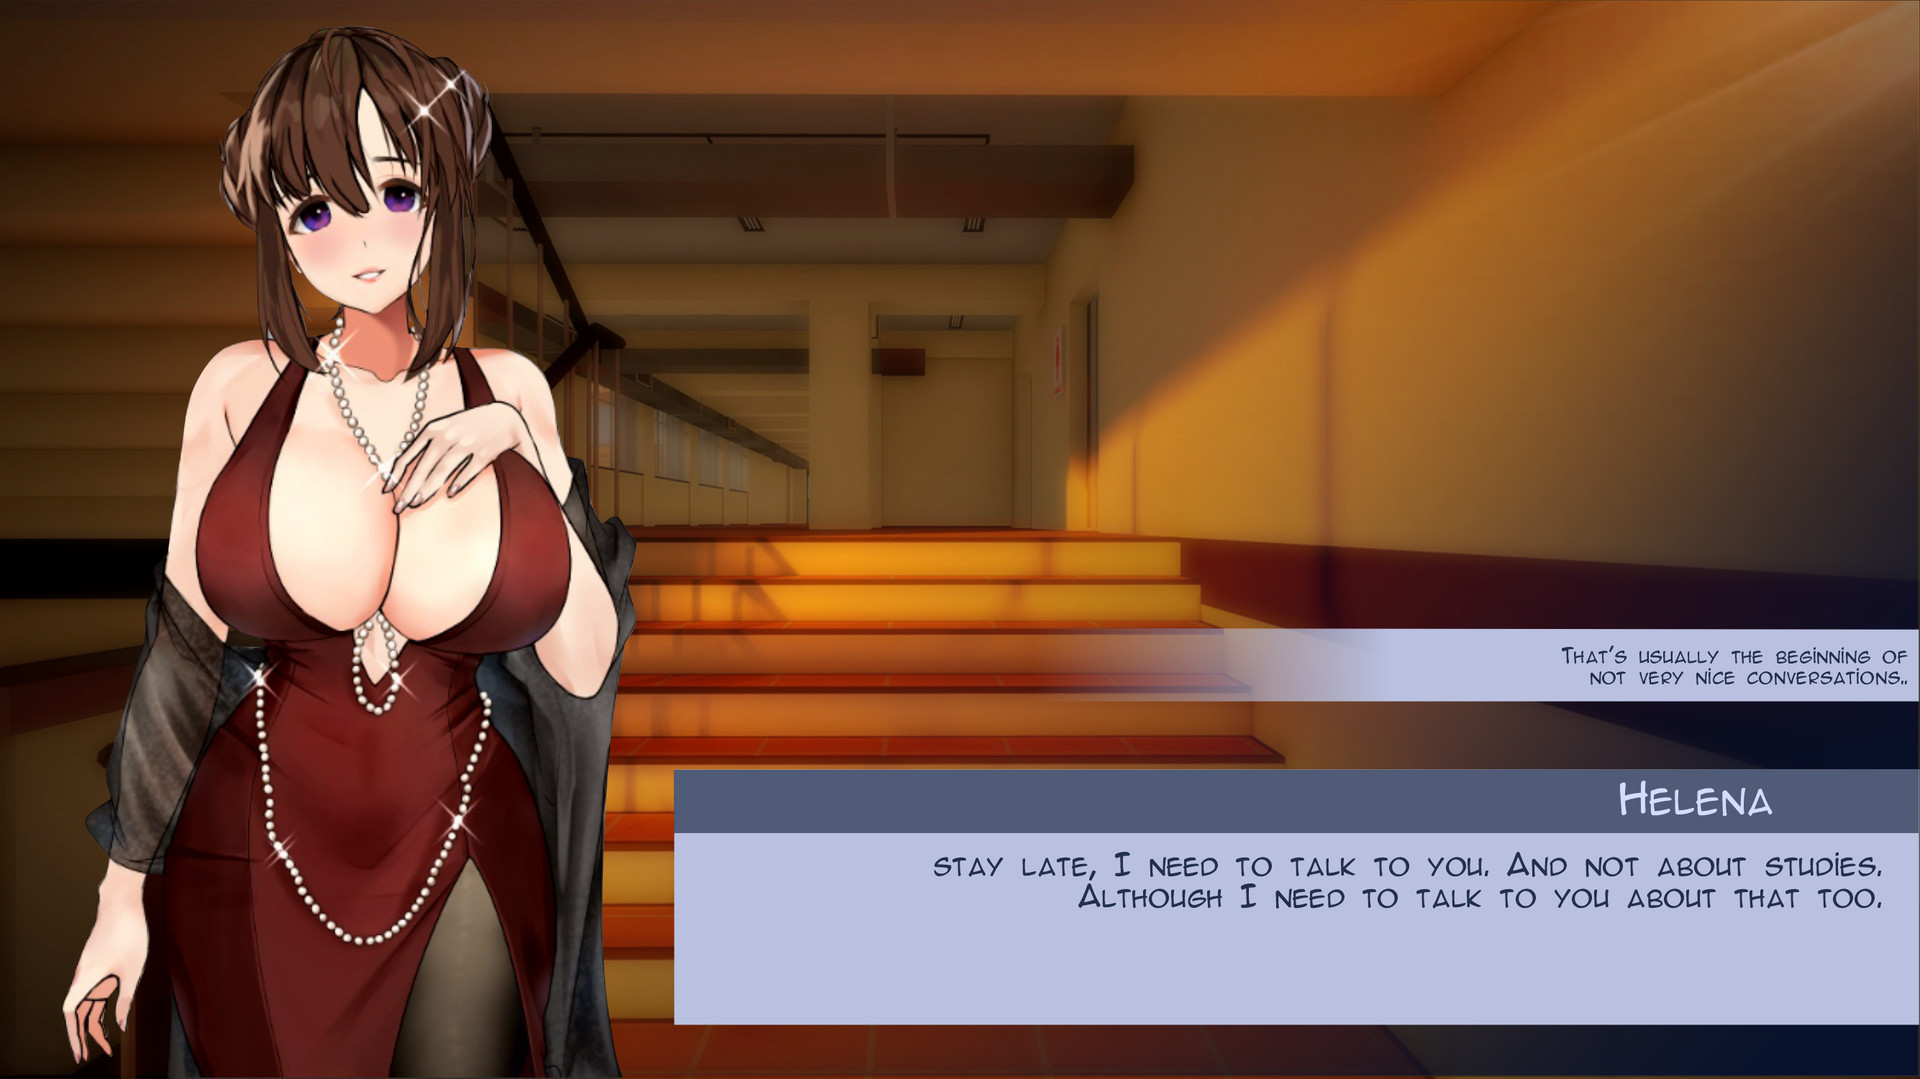 That's usually the beginning of
not very nice conversations..
Helena
stay late, I need to talk to you. And not about studies.
Although I need to talk to you about that too.